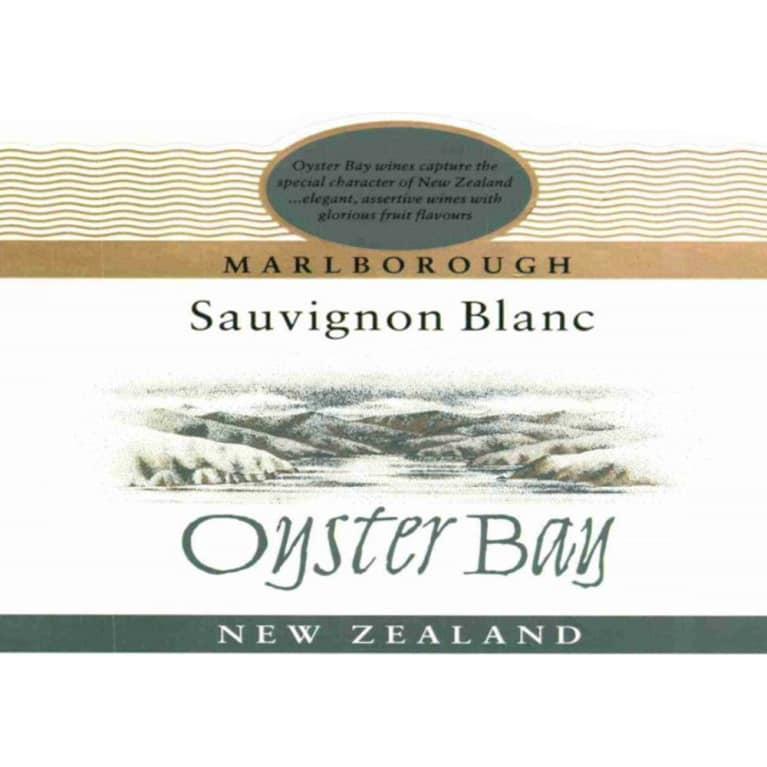 Oyster Bay wines capture the
special character of New Zealand
...elegant, assertive wines with
glorious fruit flavours
MARLBOROUGH
Sauvignon Blanc
Oyster Bay
NEW ZEALAND